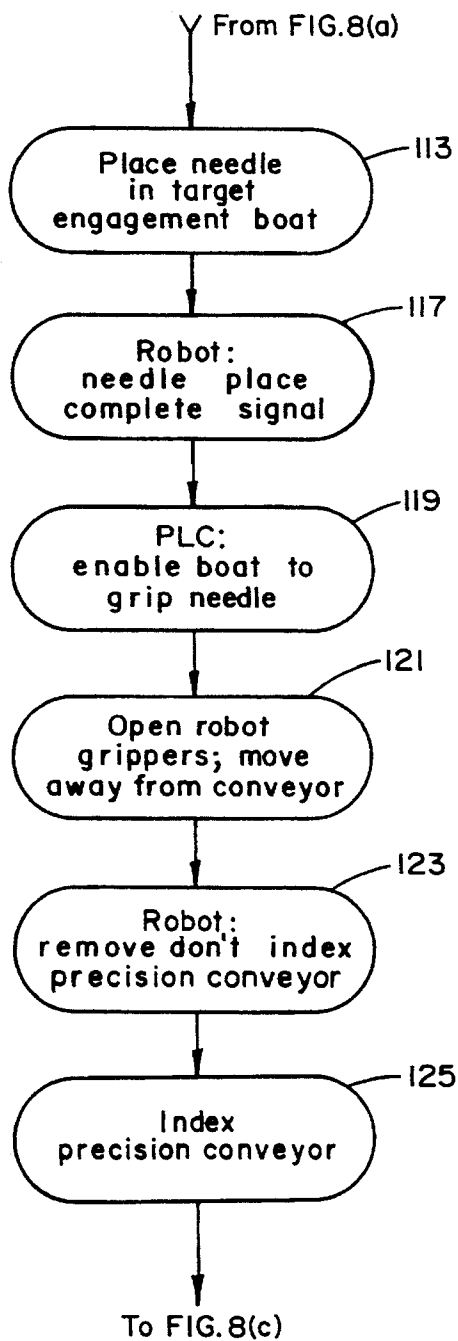 From FIG.8(a)
113
Place needle
in target
engagement boat
117
Robot:
needle place
complete signal
119
PLC:
enable boat to
grip needle
121
Open robot
grippers; move
away from conveyor
123
Robot:
remove don't index
precision conveyor
125
Index
precision conveyor
To FIG.8(c)